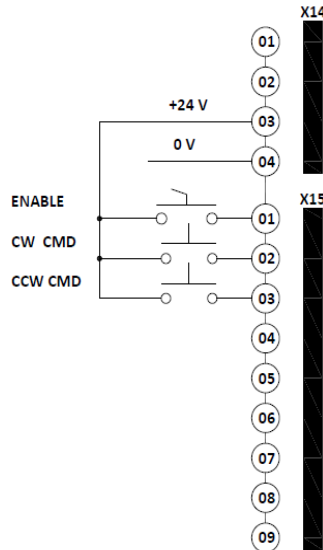 X14
01
02
+24 V
03
0 V
04
X15
ENABLE
01
CW CMD
02
CCW CMD
03
04
05
06
07
08
09